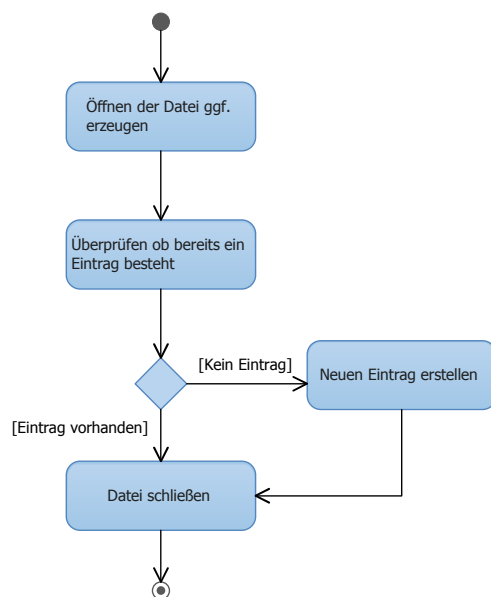 Öffnen der Datei ggf.
erzeugen
Überprüfen ob bereits ein
Eintrag besteht
[Kein Eintrag]
Neuen Eintrag erstellen
[Eintrag vorhanden]
Datei schließen